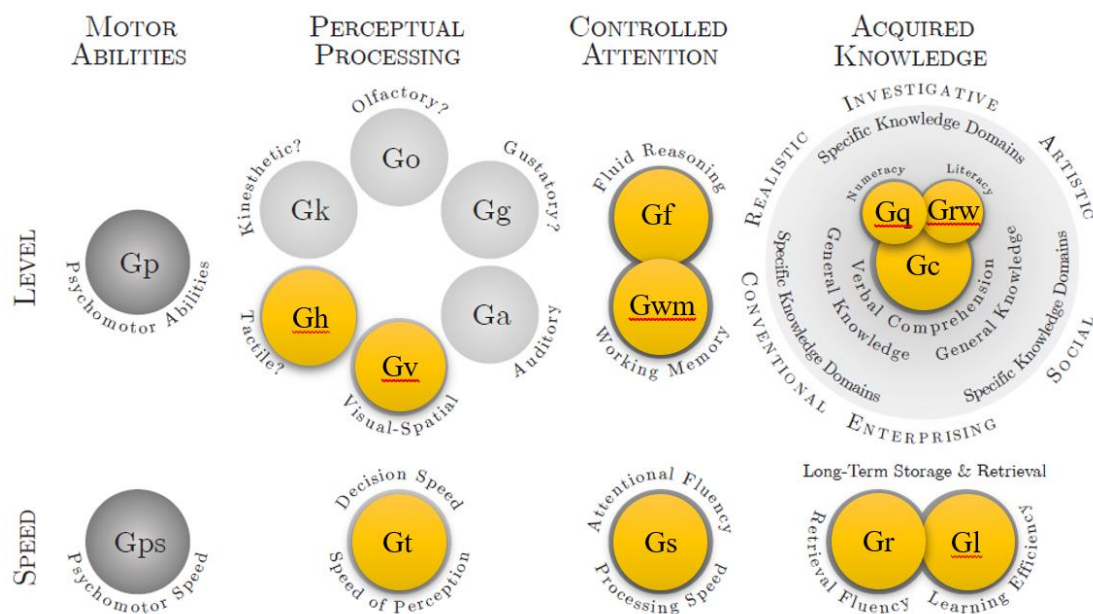 MOTOR ABILITIES
PERCEPTUAL PROCESSING
CONTROLLED ATTENTION
ACQUIRED KNOWLEDGE
LEVEL
Gp
Psychomotor Abilities
Olfactory?
Go
Kinesthetic?
Gk
Gustatory?
Gg
Tactile?
Gh
Auditory
Ga
Gv
Visual-Spatial
Fluid Reasoning
Gf
Gwm
Working Memory
REALISTIC
INVESTIGATIVE
ARTISTIC
Specific Knowledge Domains
Numeracy
Literacy
Gq
Grw
Gc
Verbal Comprehension
General Knowledge
General Knowledge
Specific Knowledge Domains
Specific Knowledge Domains
CONVENTIONAL
ENTERPRISING
SOCIAL
SPEED
Gps
Psychomotor Speed
Decision Speed
Gt
Speed of Perception
Attentional Fluency
Gs
Processing Speed
Long-Term Storage & Retrieval
Gr
Gl
Retrieval Fluency
Learning Efficiency